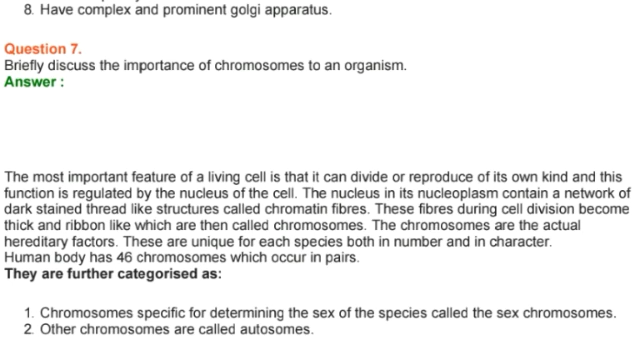 8. Have complex and prominent golgi apparatus.
Question 7.
Briefly discuss the importance of chromosomes to an organism.
Answer :
The most important feature of a living cell is that it can divide or reproduce of its own kind and this
function is regulated by the nucleus of the cell. The nucleus in its nucleoplasm contain a network of
dark stained thread like structures called chromatin fibres. These fibres during cell division become
thick and ribbon like which are then called chromosomes. The chromosomes are the actual
hereditary factors. These are unique for each species both in number and in character.
Human body has 46 chromosomes which occur in pairs.
They are further categorised as:
1. Chromosomes specific for determining the sex of the species called the sex chromosomes.
2. Other chromosomes are called autosomes.